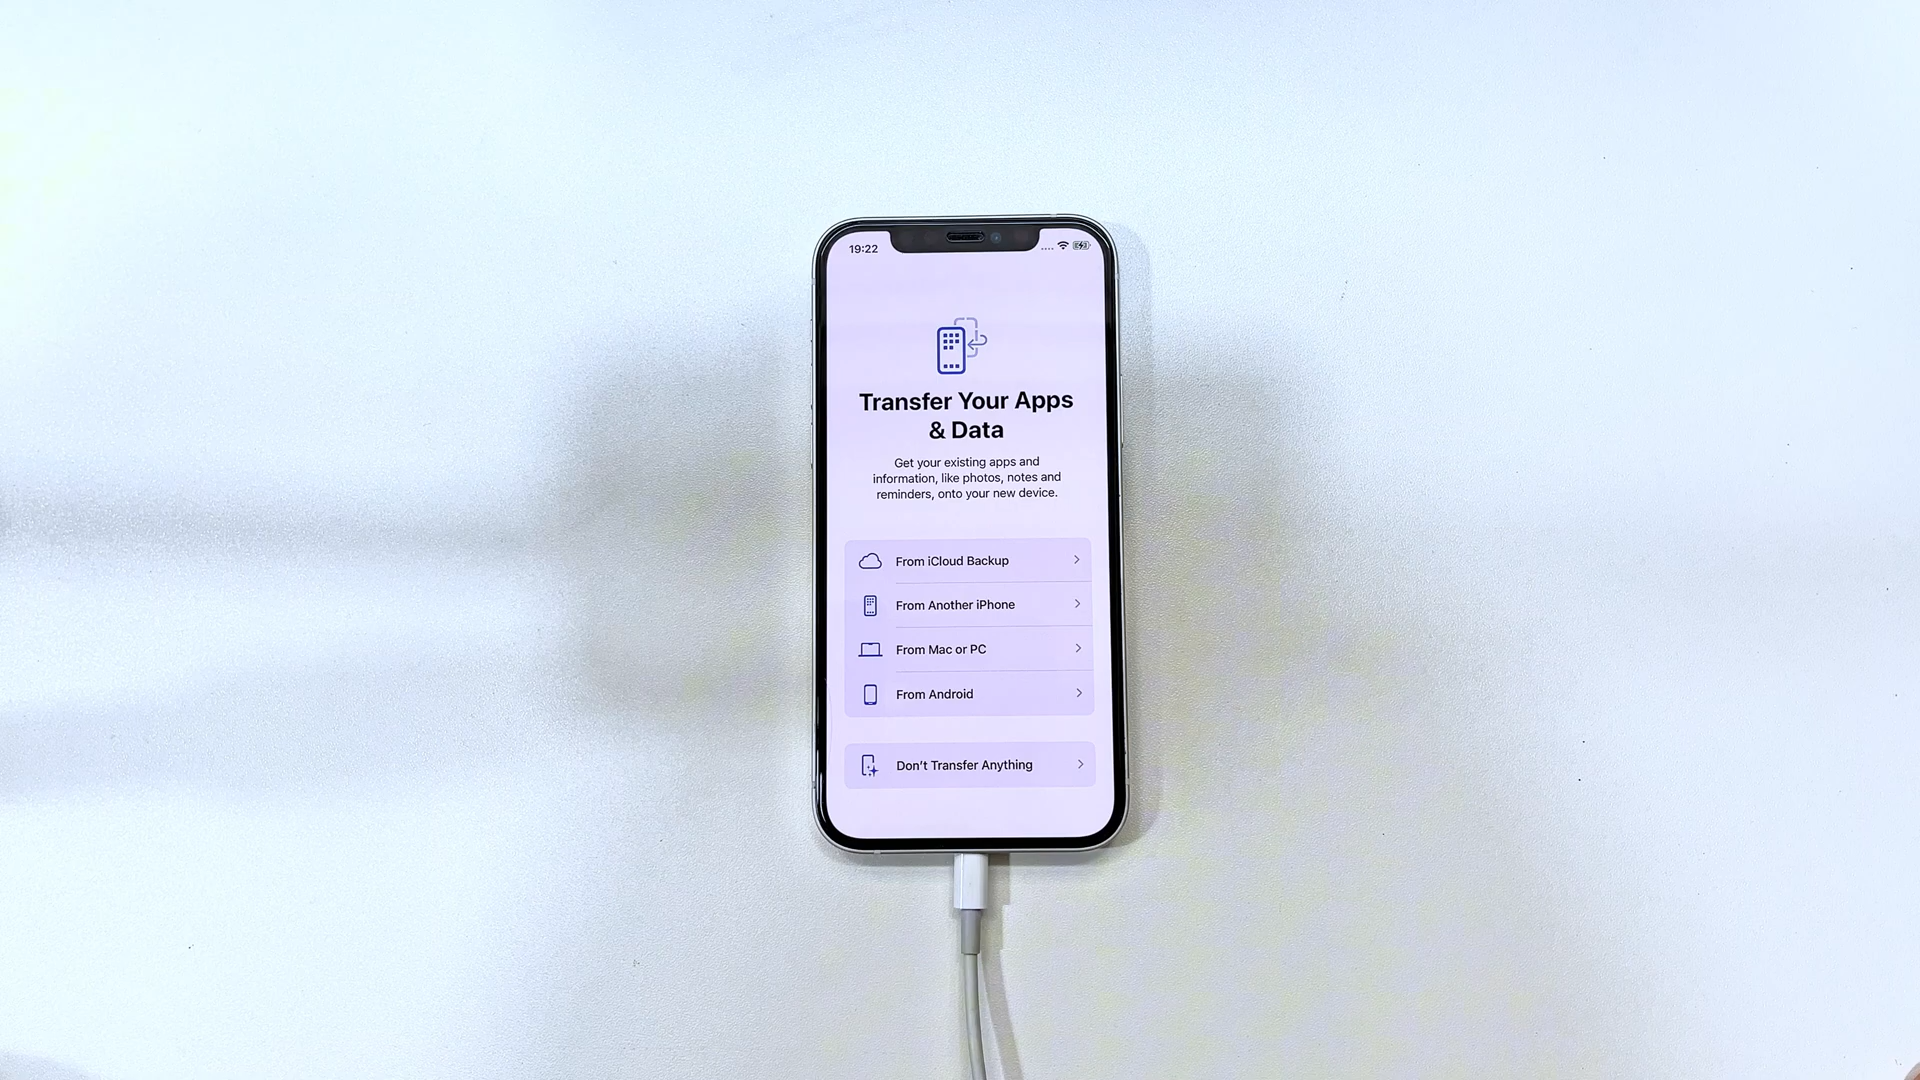 19:22
Transfer Your Apps
& Data
Get your existing apps and
information, like photos, notes and
reminders, onto your new device.
From iCloud Backup
From Another iPhone
From Mac or PC
From Android
Don't Transfer Anything